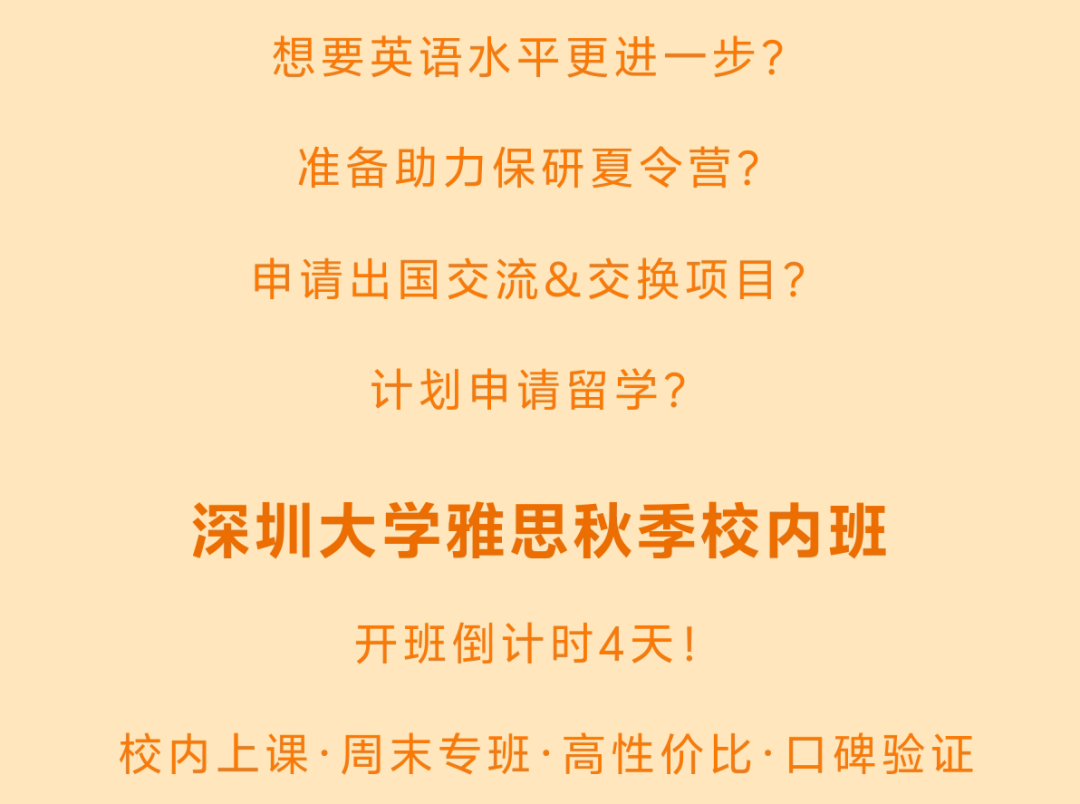 想要英语水平更进一步？
准备助力保研夏令营？
申请出国交流&交换项目？
计划申请留学？
深圳大学雅思秋季校内班
开班倒计时4天！
校内上课·周末专班·高性价比·口碑验证